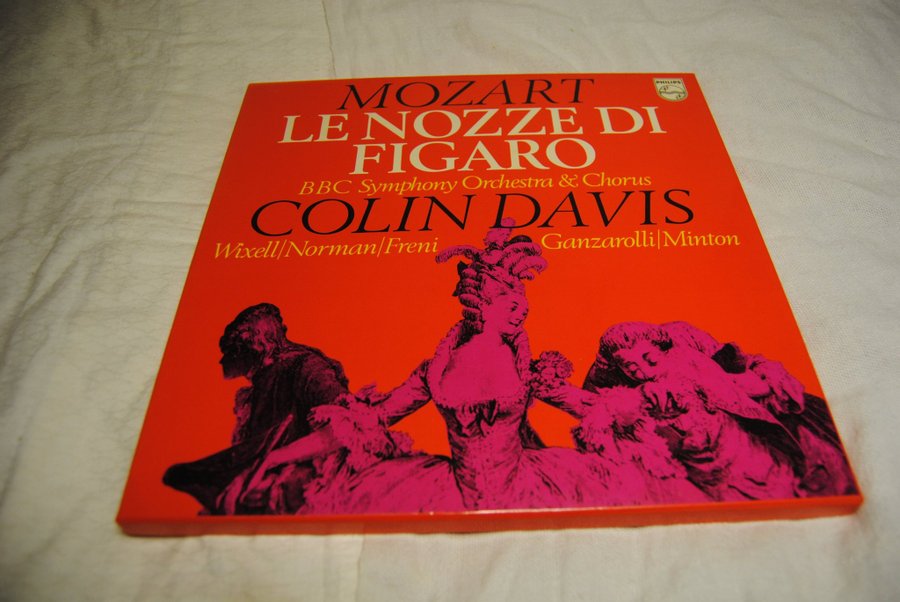 MOZART
PHILIPS
LE NOZZE DI
FIGARO
BBC Symphony Orchestra & Chorus
COLIN DAVIS
Wixell/Norman/Freni
Ganzarolli/Minton